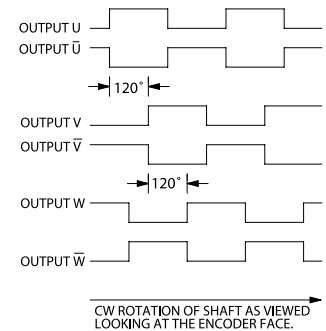 OUTPUT U
OUTPUT U̅
120°
OUTPUT V
OUTPUT V̅
120°
OUTPUT W
OUTPUT W̅
CW ROTATION OF SHAFT AS VIEWED
LOOKING AT THE ENCODER FACE.